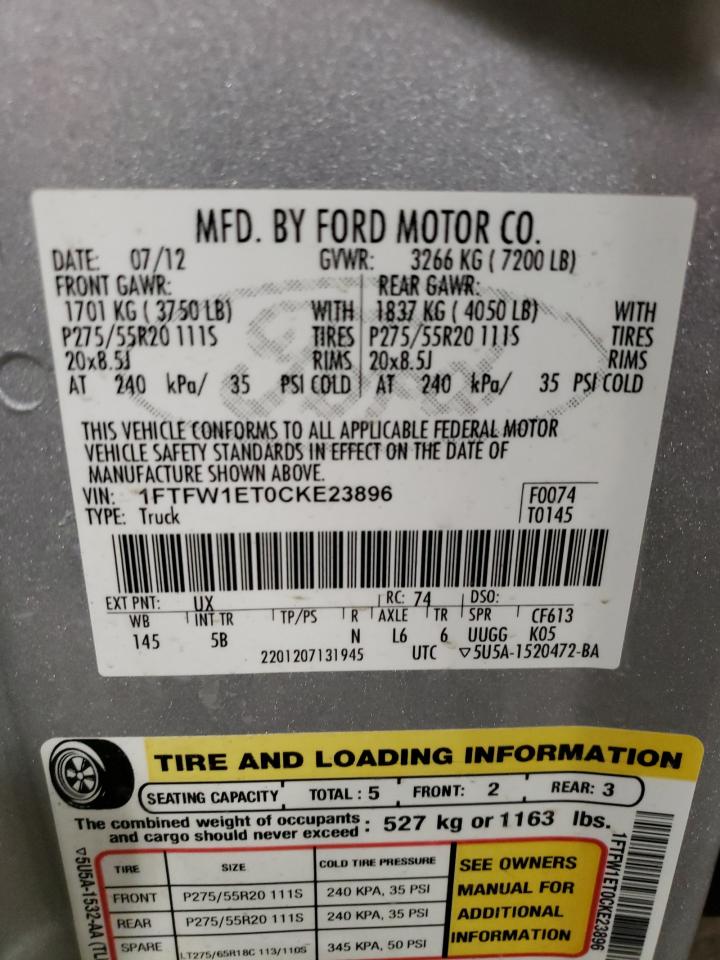 MFD. BY FORD MOTOR CO.
DATE: 07/12 GVWR: 3266 KG ( 7200 LB)
FRONT GAWR: REAR GAWR:
1701 KG ( 3750 LB) WITH 1837 KG ( 4050 LB) WITH
P275/55R20 111S TIRES P275/55R20 111S TIRES
20x8.5J RIMS 20x8.5J RIMS
AT 240 kPa/ 35 PSI COLD AT 240 kPa/ 35 PSI COLD
THIS VEHICLE CONFORMS TO ALL APPLICABLE FEDERAL MOTOR
VEHICLE SAFETY STANDARDS IN EFFECT ON THE DATE OF
MANUFACTURE SHOWN ABOVE.
VIN: 1FTFW1ET0CKE23896 F0074
TYPE: Truck T0145
EXT PNT: UX RC: 74 DSO:
WB INT TR TP/PS R AXLE TR SPR CF613
145 5B N L6 6 UUGG K05
2201207131945 UTC ▽5U5A-1520472-BA
TIRE AND LOADING INFORMATION
SEATING CAPACITY TOTAL : 5 FRONT: 2 REAR: 3
The combined weight of occupants and cargo should never exceed : 527 kg or 1163 lbs.
TIRE SIZE COLD TIRE PRESSURE
FRONT P275/55R20 111S 240 KPA, 35 PSI
REAR P275/55R20 111S 240 KPA, 35 PSI
SPARE LT275/65R18C 113/110S 345 KPA, 50 PSI
SEE OWNERS
MANUAL FOR
ADDITIONAL
INFORMATION
▽5U5A-1532-AA (TL
1FTFW1ET0CKE23896